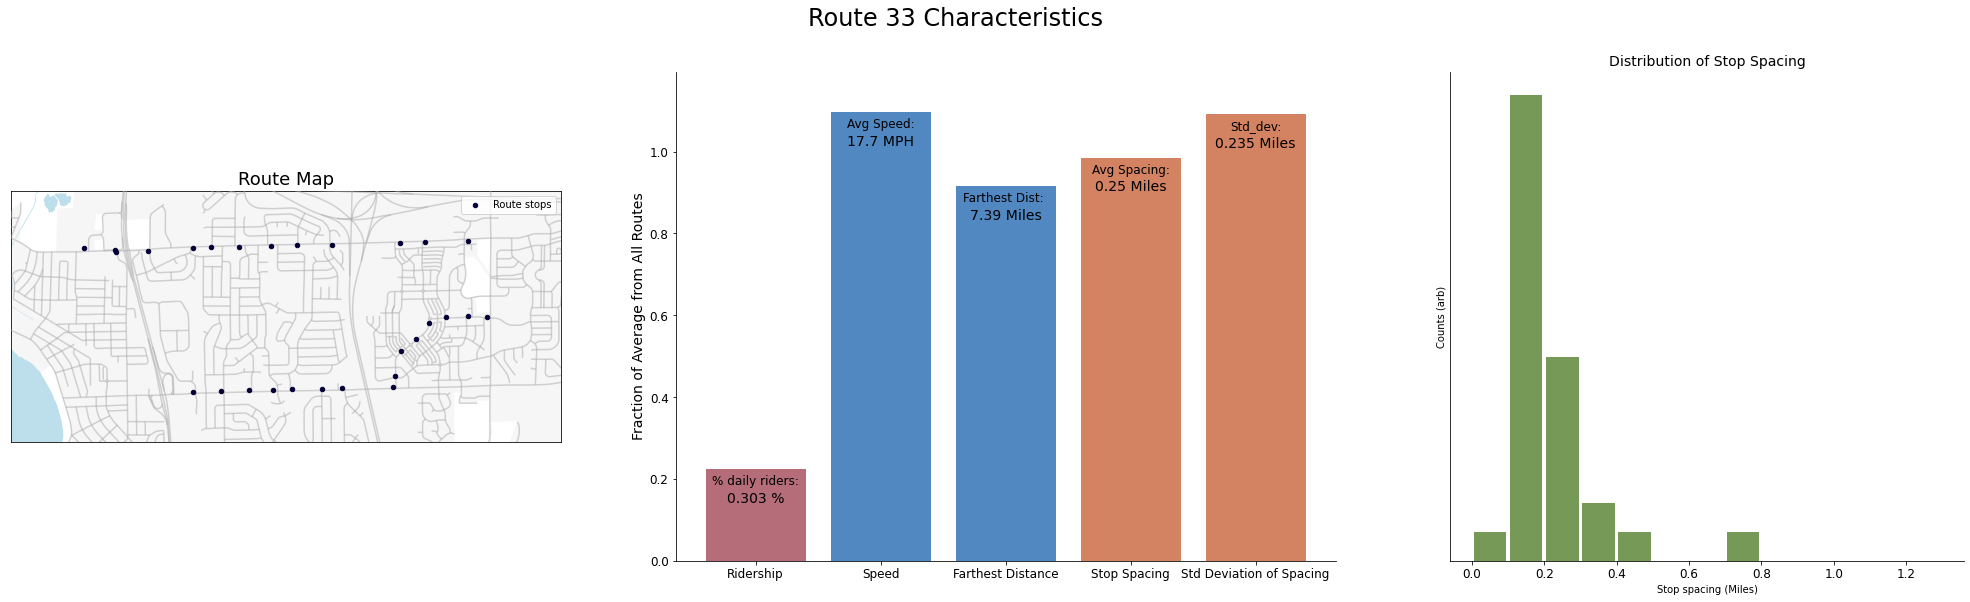 Route 33 Characteristics
Route Map
Route stops
Fraction of Average from All Routes
1.0
0.8
0.6
0.4
0.2
0.0
% daily riders:
0.303 %
Avg Speed:
17.7 MPH
Farthest Dist:
7.39 Miles
Avg Spacing:
0.25 Miles
Std_dev:
0.235 Miles
Ridership
Speed
Farthest Distance
Stop Spacing
Std Deviation of Spacing
Distribution of Stop Spacing
Counts (arb)
0.0
0.2
0.4
0.6
0.8
1.0
1.2
Stop spacing (Miles)